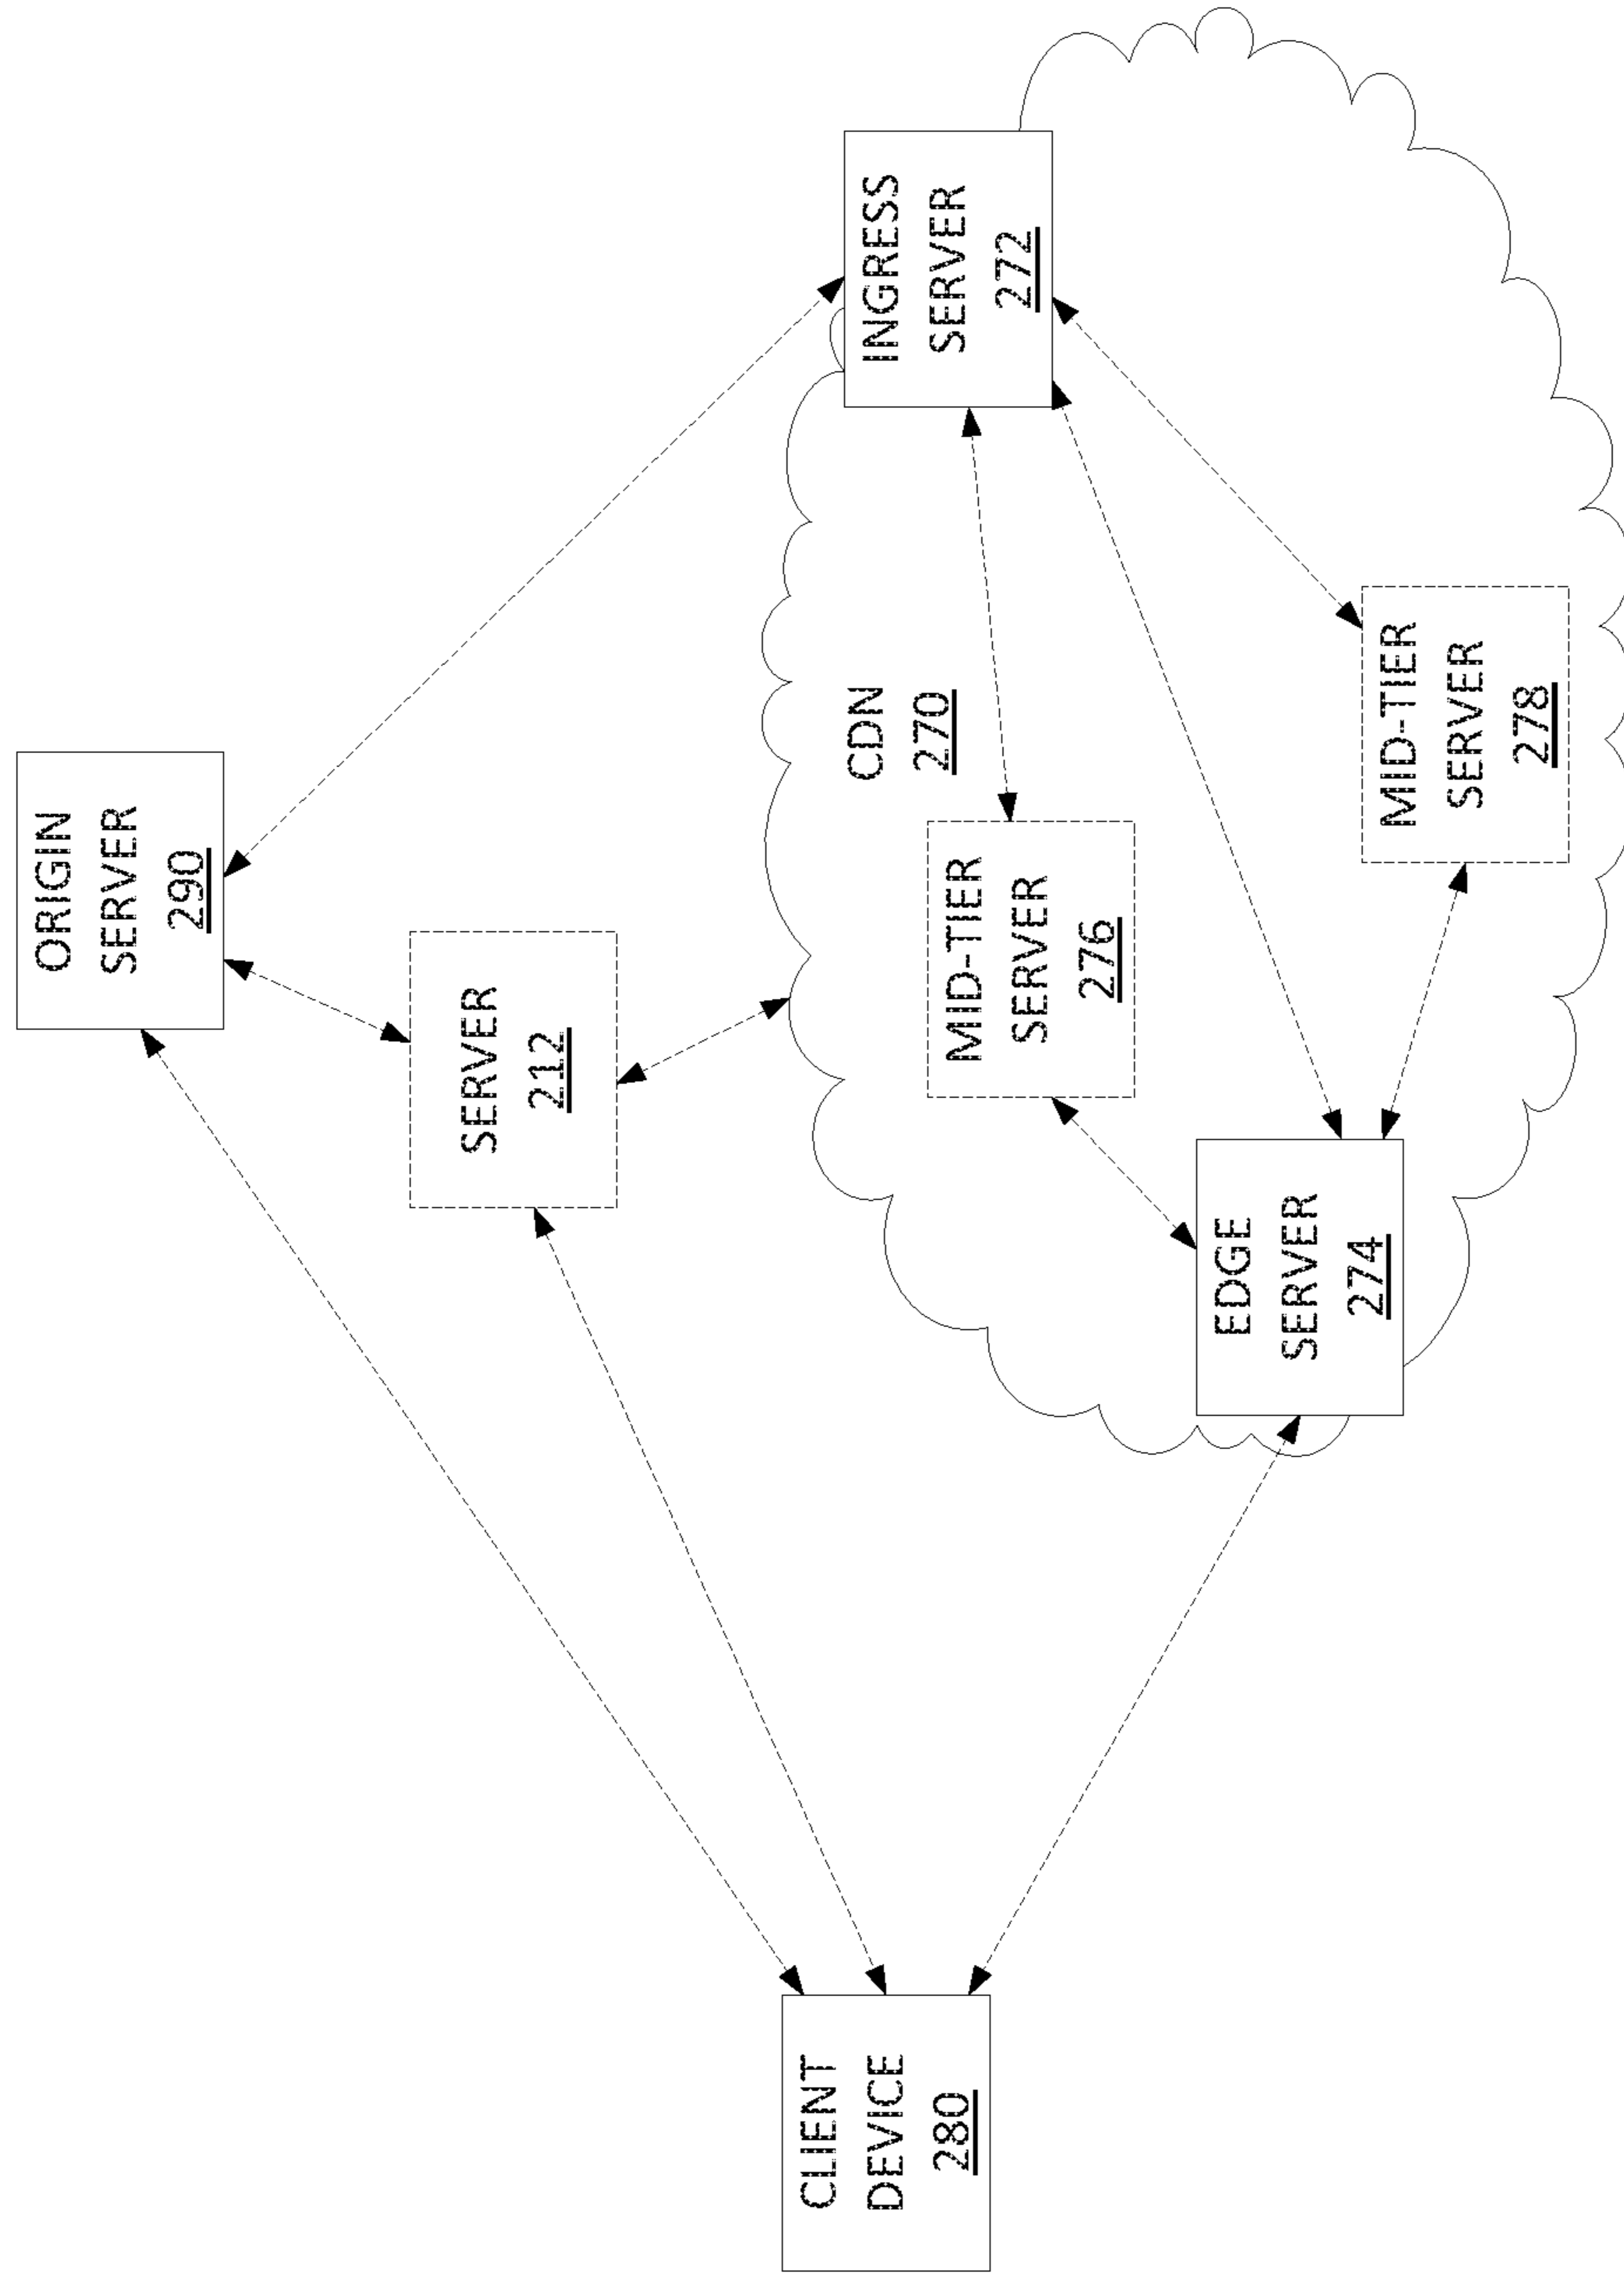 ORIGIN
SERVER
290
SERVER
212
CLIENT
DEVICE
280
CDN
270
INGRESS
SERVER
272
MID-TIER
SERVER
276
EDGE
SERVER
274
MID-TIER
SERVER
278